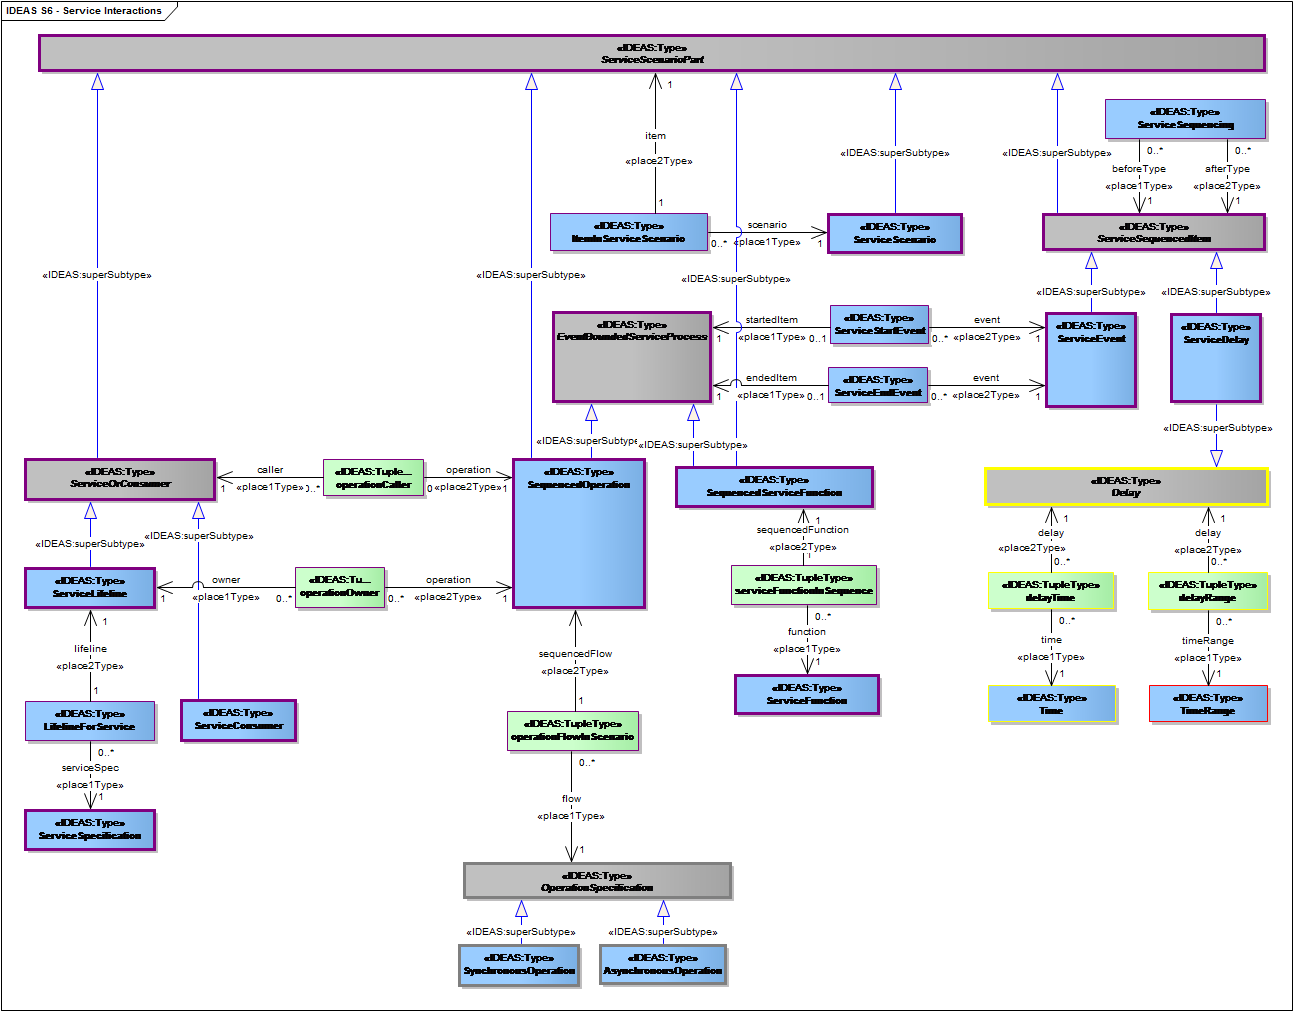 IDEAS S6 - Service Interactions
«IDEAS:Type»
ServiceScenarioPart
1
item
«place2Type»
1
«IDEAS:superSubtype»
«IDEAS:superSubtype»
«IDEAS:Type»
ServiceSequencing
0..*
0..*
beforeType
afterType
«place1Type»
«place2Type»
1
1
«IDEAS:Type»
ItemInServiceScenario
scenario
0..*
«place1Type»
1
«IDEAS:Type»
ServiceScenario
«IDEAS:Type»
ServiceSequencedItem
«IDEAS:superSubtype»
«IDEAS:superSubtype»
«IDEAS:superSubtype»
«IDEAS:superSubtype»
«IDEAS:superSubtype»
«IDEAS:Type»
EventBoundedServiceProcess
startedItem
1
«place1Type»
0..1
«IDEAS:Type»
ServiceStartEvent
event
0..*
«place2Type»
1
«IDEAS:Type»
ServiceEvent
«IDEAS:Type»
ServiceDelay
endedItem
1
«place1Type»
0..1
«IDEAS:Type»
ServiceEndEvent
event
0..*
«place2Type»
1
«IDEAS:superSubtype
«IDEAS:superSubtype»
«IDEAS:superSubtype»
«IDEAS:Type»
ServiceOrConsumer
caller
1
«place1Type»
0..*
«IDEAS:Tuple...
operationCaller
operation
0
«place2Type»
1
«IDEAS:Type»
SequencedOperation
«IDEAS:Type»
SequencedServiceFunction
«IDEAS:Type»
Delay
«IDEAS:superSubtype»
«IDEAS:superSubtype»
1
sequencedFunction
«place2Type»
1
1
delay
«place2Type»
0..*
1
delay
«place2Type»
0..*
«IDEAS:Type»
ServiceLifeline
owner
1
«place1Type»
0..*
«IDEAS:Tu...
operationOwner
operation
0..*
«place2Type»
1
«IDEAS:TupleType»
serviceFunctionInSequence
«IDEAS:TupleType»
delayTime
«IDEAS:TupleType»
delayRange
0..*
function
«place1Type»
1
0..*
time
«place1Type»
1
0..*
timeRange
«place1Type»
1
1
lifeline
«place2Type»
1
sequencedFlow
«place2Type»
1
«IDEAS:Type»
ServiceFunction
«IDEAS:Type»
Time
«IDEAS:Type»
TimeRange
«IDEAS:Type»
LifelineForService
«IDEAS:Type»
ServiceConsumer
«IDEAS:TupleType»
operationFlowInScenario
0..*
serviceSpec
«place1Type»
1
0..*
flow
«place1Type»
1
«IDEAS:Type»
ServiceSpecification
«IDEAS:Type»
OperationSpecification
«IDEAS:superSubtype»
«IDEAS:superSubtype»
«IDEAS:Type»
SynchronousOperation
«IDEAS:Type»
AsynchronousOperation